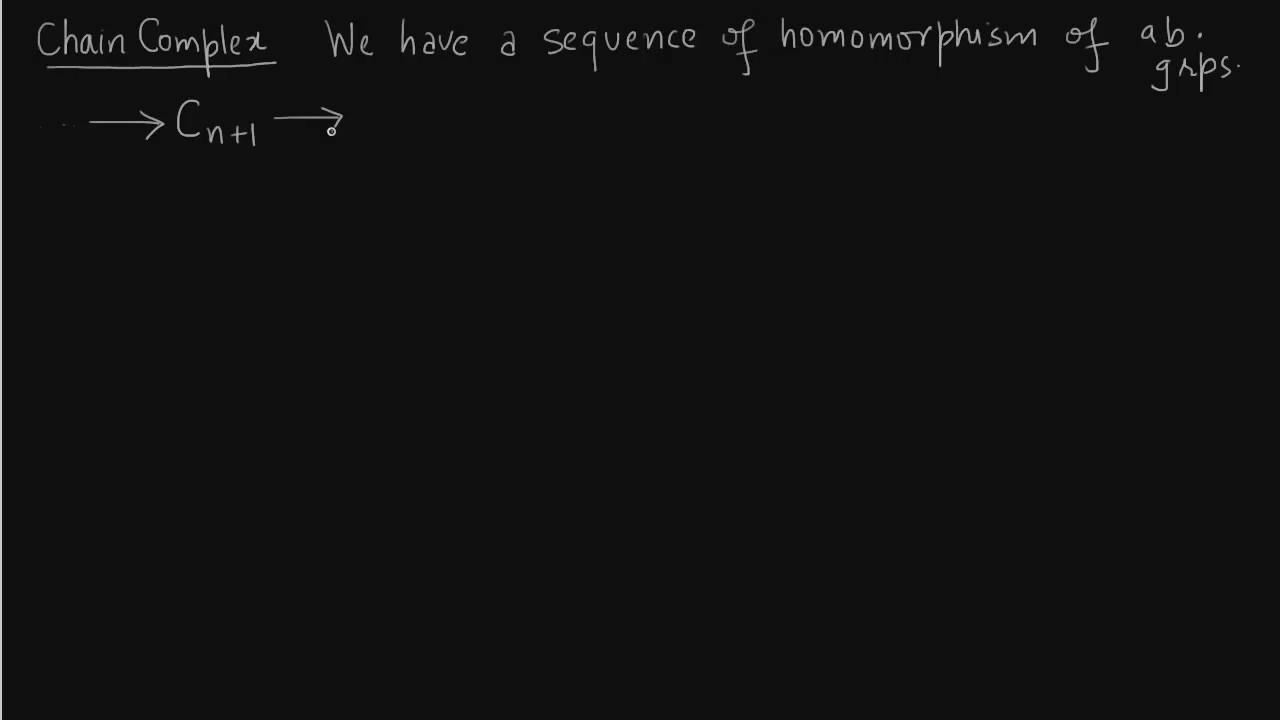 Chain Complex We have a sequence of homomorphism of ab.
grps.
... → Cₙ₊₁ →